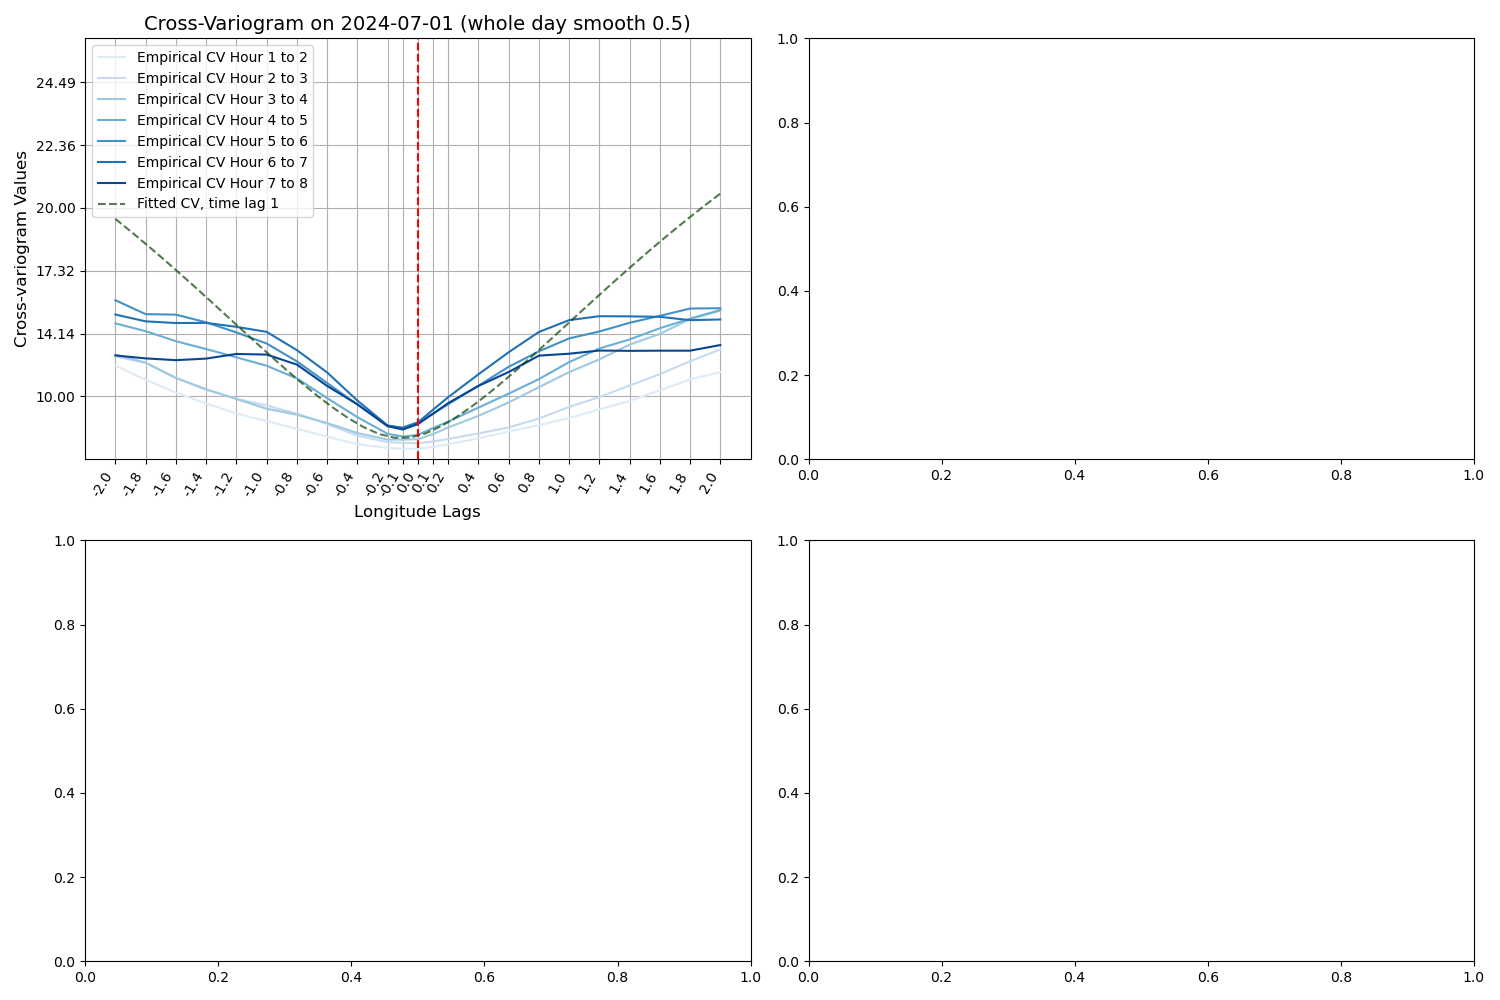 Cross-Variogram on 2024-07-01 (whole day smooth 0.5)
Empirical CV Hour 1 to 2
Empirical CV Hour 2 to 3
Empirical CV Hour 3 to 4
Empirical CV Hour 4 to 5
Empirical CV Hour 5 to 6
Empirical CV Hour 6 to 7
Empirical CV Hour 7 to 8
Fitted CV, time lag 1
Cross-variogram Values
24.49
22.36
20.00
17.32
14.14
10.00
-2.0 -1.8 -1.6 -1.4 -1.2 -1.0 -0.8 -0.6 -0.4 -0.2 -0.1 0.0 0.1 0.2 0.4 0.6 0.8 1.0 1.2 1.4 1.6 1.8 2.0
Longitude Lags
1.0
0.8
0.6
0.4
0.2
0.0
0.0 0.2 0.4 0.6 0.8 1.0
1.0
0.8
0.6
0.4
0.2
0.0
0.0 0.2 0.4 0.6 0.8 1.0
1.0
0.8
0.6
0.4
0.2
0.0
0.0 0.2 0.4 0.6 0.8 1.0